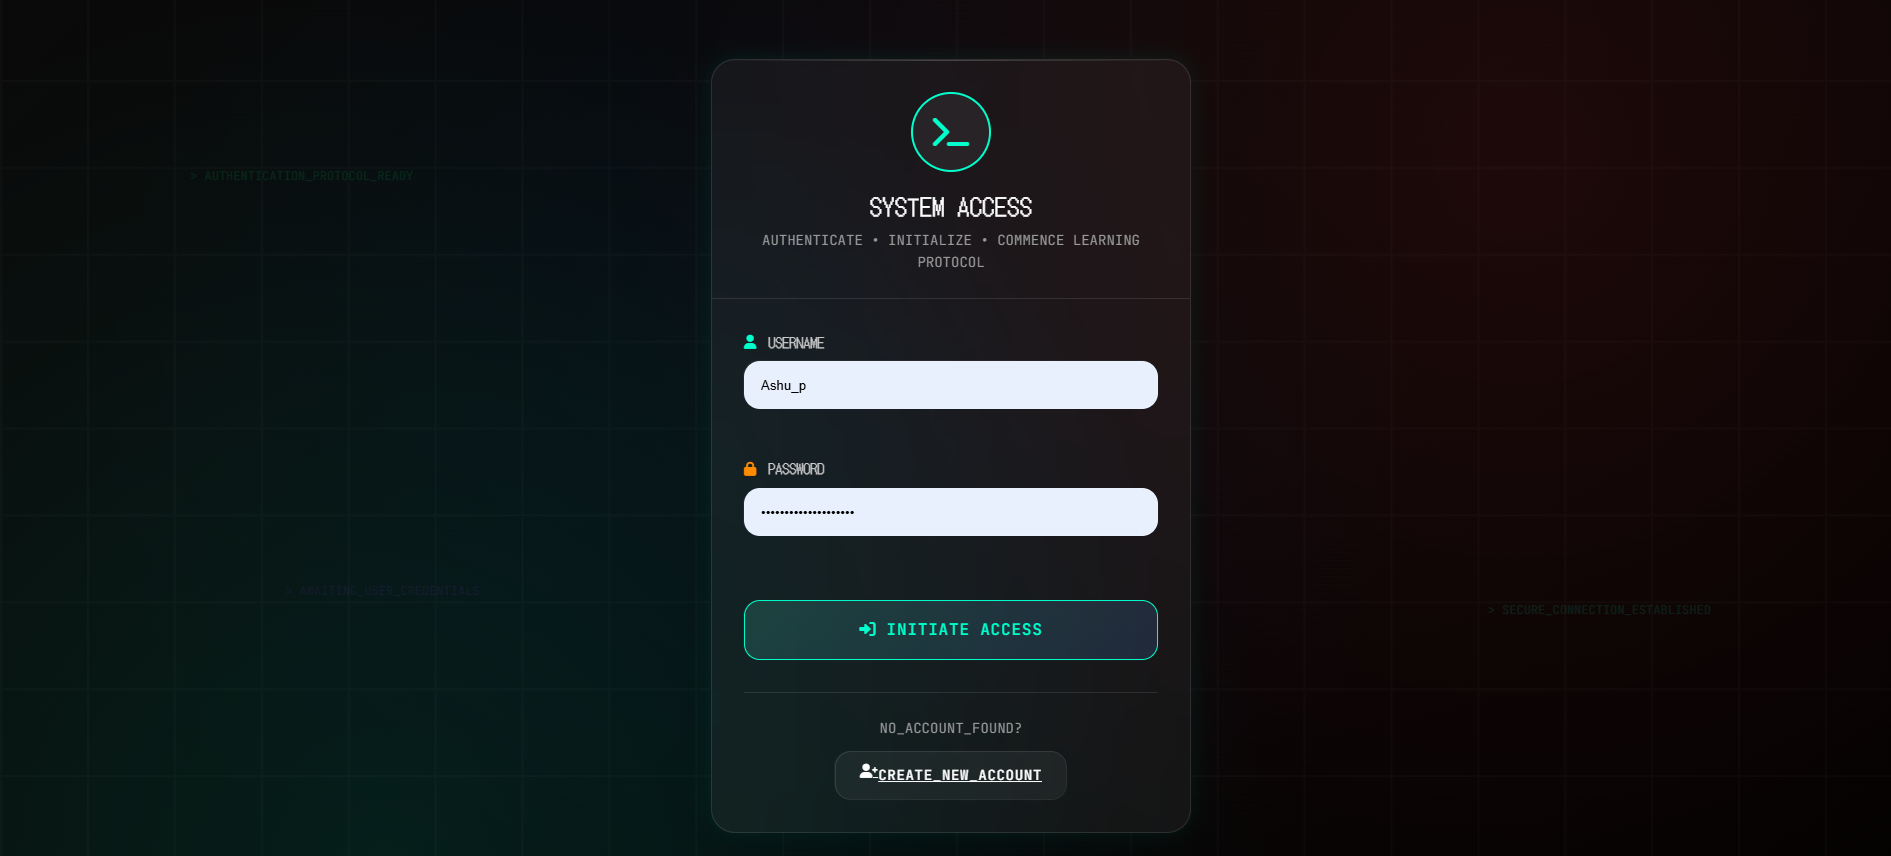 > AUTHENTICATION_PROTOCOL_READY
SYSTEM ACCESS
AUTHENTICATE • INITIALIZE • COMMENCE LEARNING
PROTOCOL
USERNAME
Ashu_p
PASSWORD
••••••••••••••••••••
> AWAITING_USER_CREDENTIALS
> SECURE_CONNECTION_ESTABLISHED
INITIATE ACCESS
NO_ACCOUNT_FOUND?
CREATE_NEW_ACCOUNT